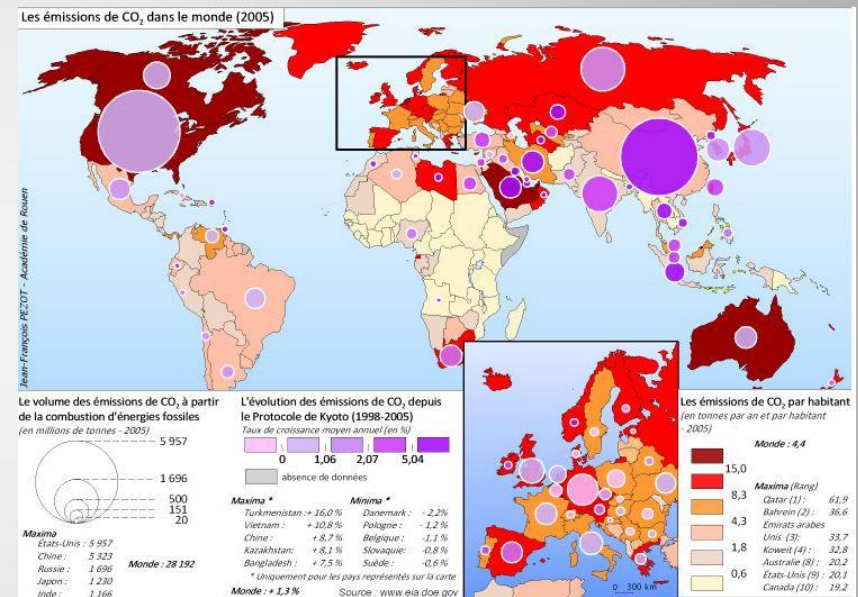 Les émissions de CO₂ dans le monde (2005)
Jean-François PEZOT - Académie de Rouen
Le volume des émissions de CO₂ à partir
de la combustion d'énergies fossiles
(en millions de tonnes - 2005)
5 957
1 696
500
151
20
Maxima
États-Unis : 5 957
Chine : 5 323
Russie : 1 696
Japon : 1 230
Inde : 1 166
Monde : 28 192
L'évolution des émissions de CO₂ depuis
le Protocole de Kyoto (1998-2005)
Taux de croissance moyen annuel (en %)
0 1,06 2,07 5,04
absence de données
Maxima *
Turkmenistan :+ 16,0 %
Vietnam : + 10,8 %
Chine : + 8,7 %
Kazakhstan: + 8,1 %
Bangladesh : + 7,5 %
Minima *
Danemark : - 2,2%
Pologne : - 1,2 %
Belgique : -1,1 %
Slovaquie: -0,8 %
Suède : -0,6 %
* Uniquement pour les pays représentés sur la carte
Monde : + 1,3 %
Source : www.eia.doe.gov
0 300 km
Les émissions de CO₂ par habitant
(en tonnes par an et par habitant
- 2005)
Monde : 4,4
15,0
8,3
4,3
1,8
0,6
Maxima (Rang)
Qatar (1) : 61,9
Bahrein (2) : 36,6
Émirats arabes
Unis (3): 33,7
Koweit (4) : 32,8
Australie (8) : 20,2
États-Unis (9) : 20,1
Canada (10) : 19,2